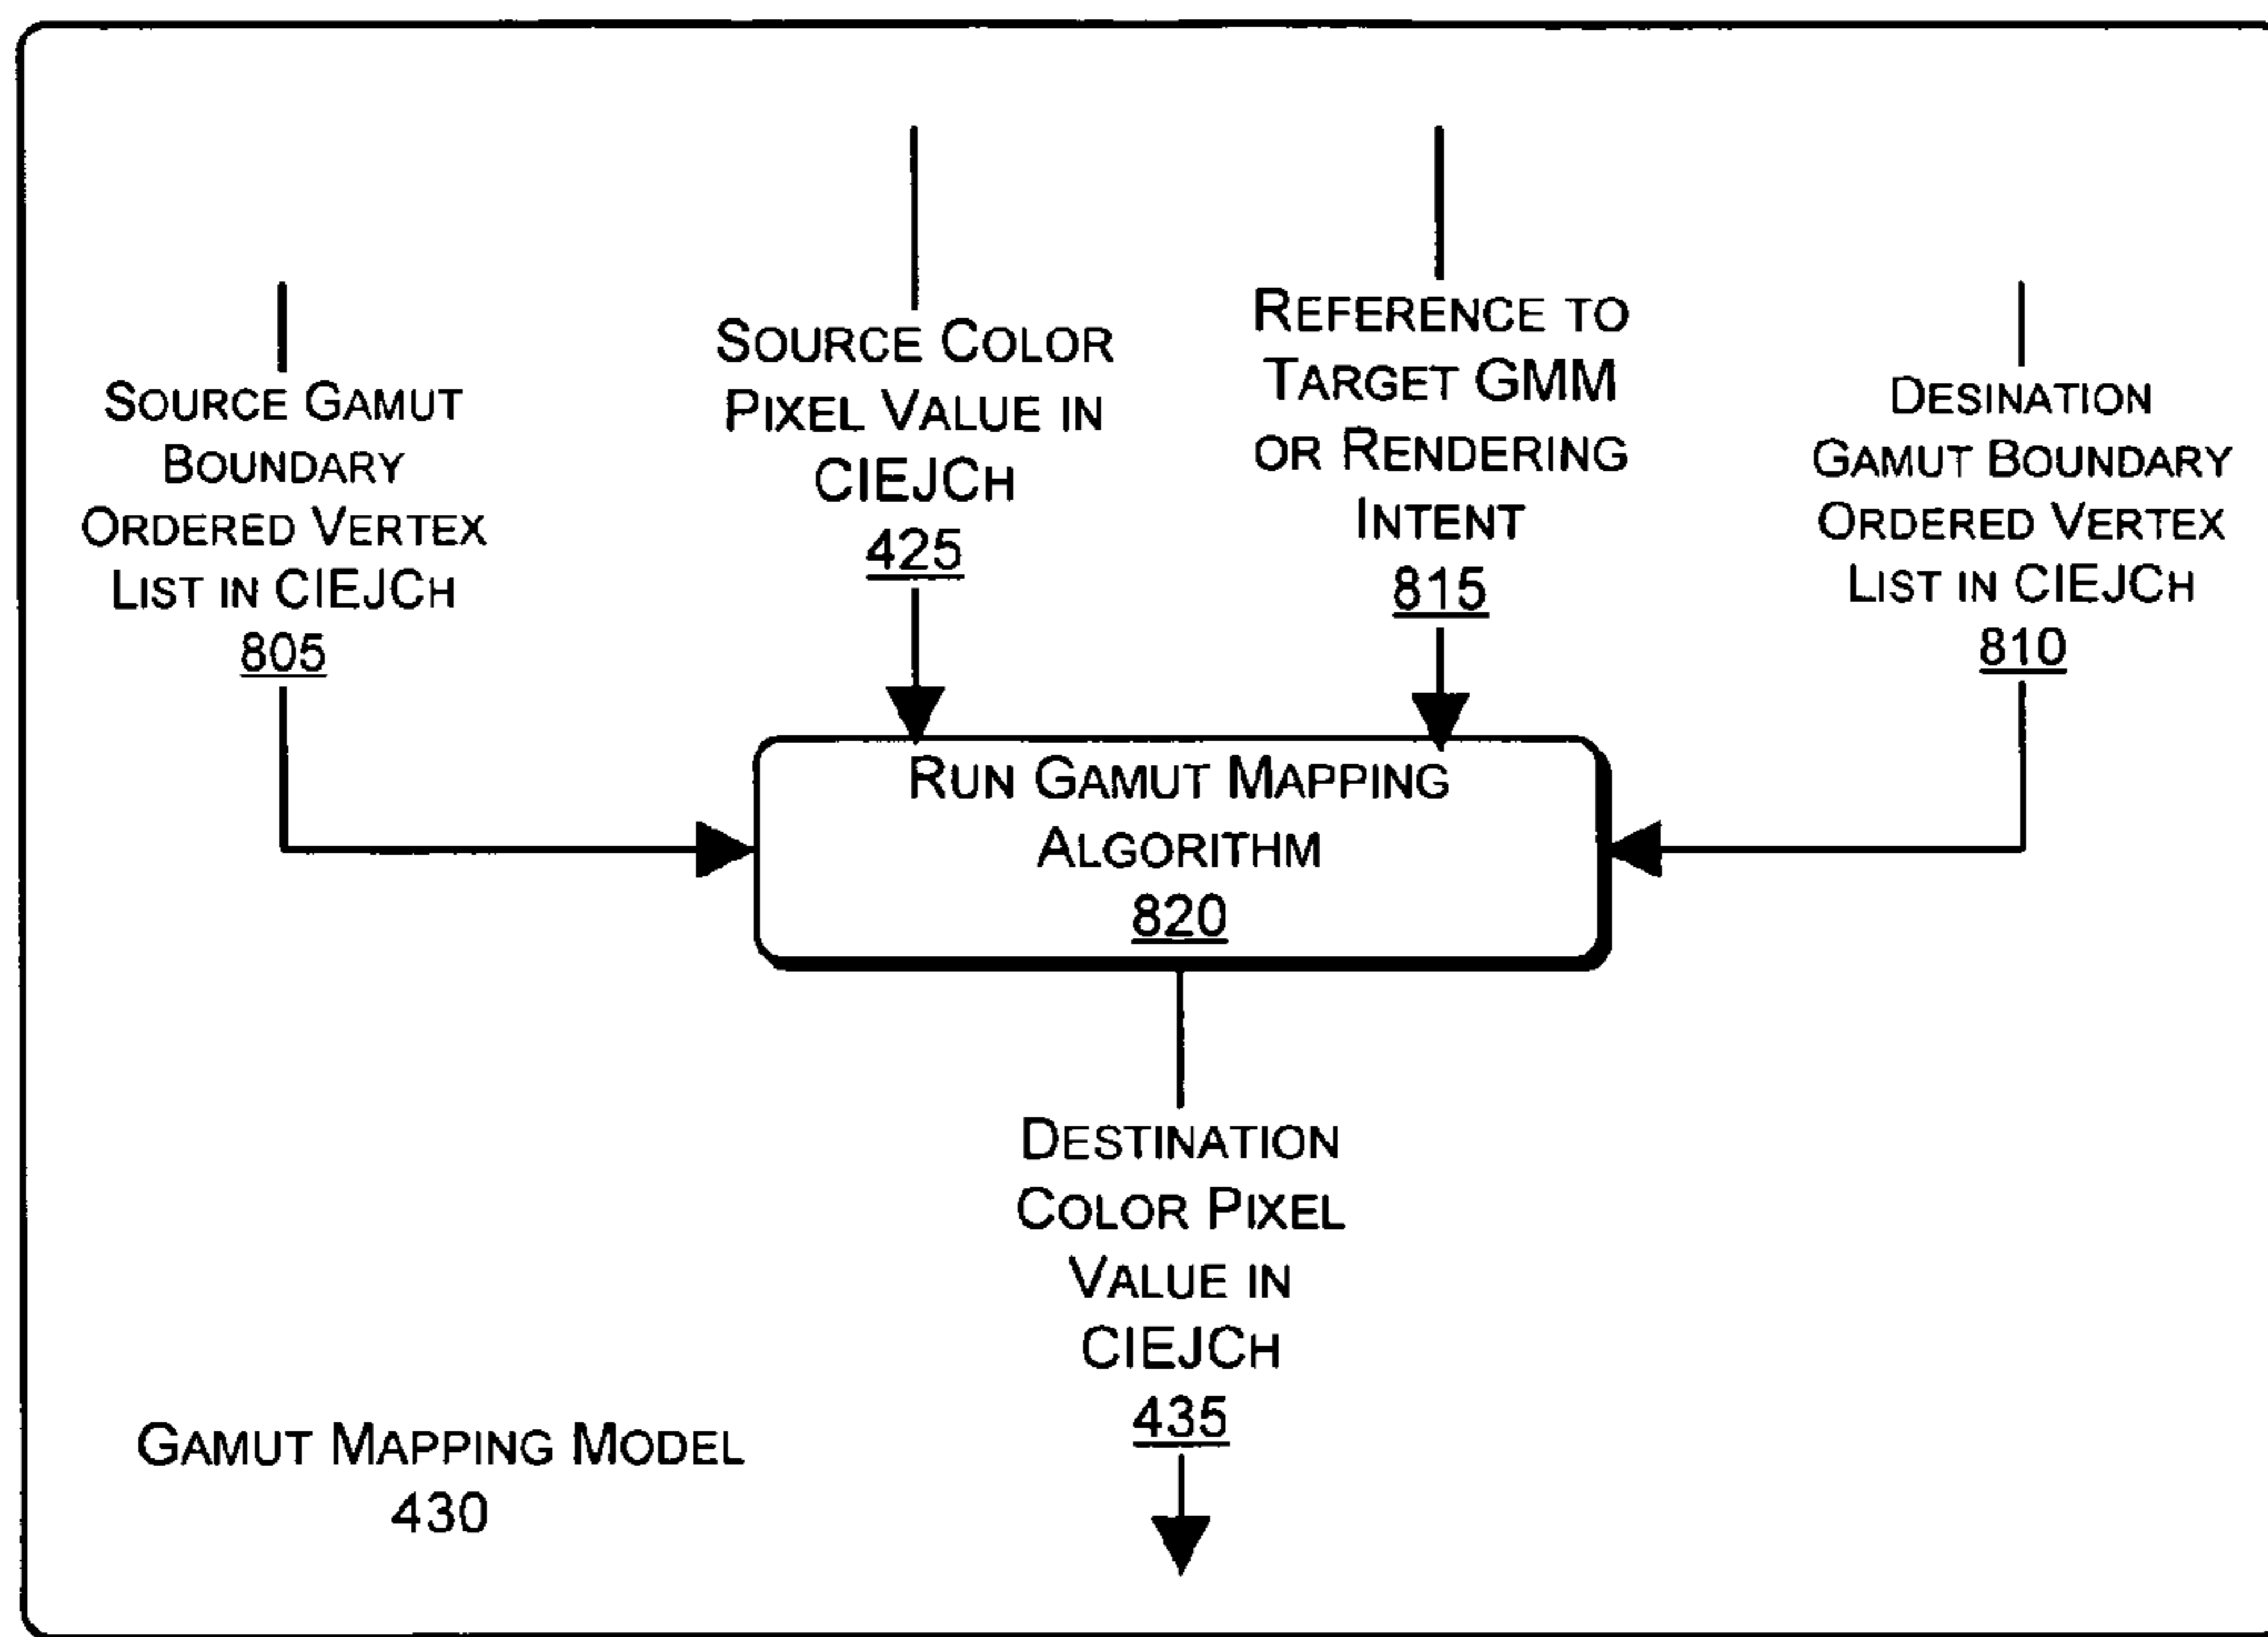 SOURCE GAMUT
BOUNDARY
ORDERED VERTEX
LIST IN CIEJCH
805
SOURCE COLOR
PIXEL VALUE IN
CIEJCH
425
REFERENCE TO
TARGET GMM
OR RENDERING
INTENT
815
DESINATION
GAMUT BOUNDARY
ORDERED VERTEX
LIST IN CIEJCH
810
RUN GAMUT MAPPING
ALGORITHM
820
DESTINATION
COLOR PIXEL
VALUE IN
CIEJCH
435
GAMUT MAPPING MODEL
430